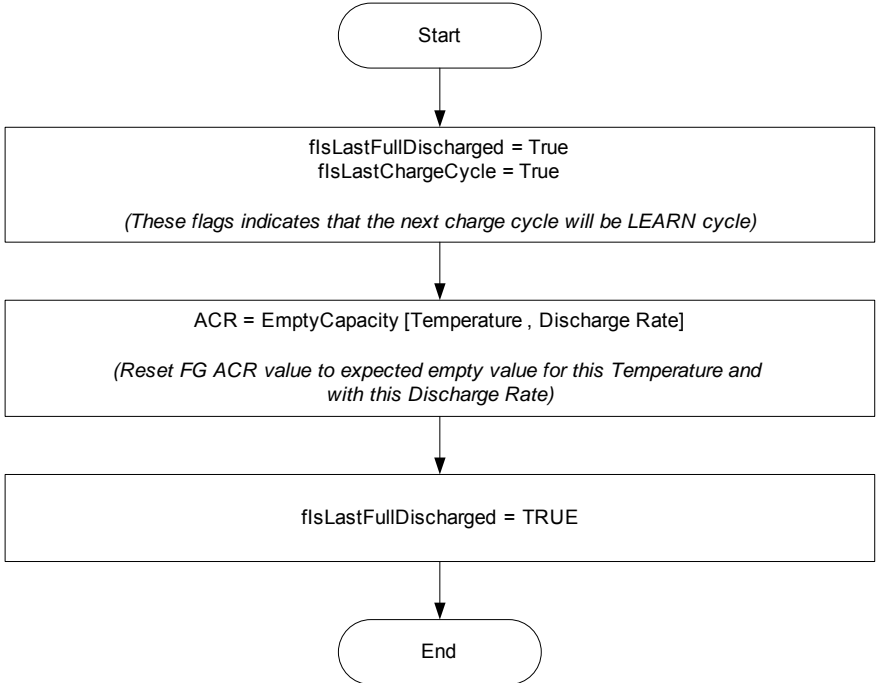 Start
fIsLastFullDischarged = True
fIsLastChargeCycle = True
(These flags indicates that the next charge cycle will be LEARN cycle)
ACR = EmptyCapacity [Temperature , Discharge Rate]
(Reset FG ACR value to expected empty value for this Temperature and
with this Discharge Rate)
fIsLastFullDischarged = TRUE
End